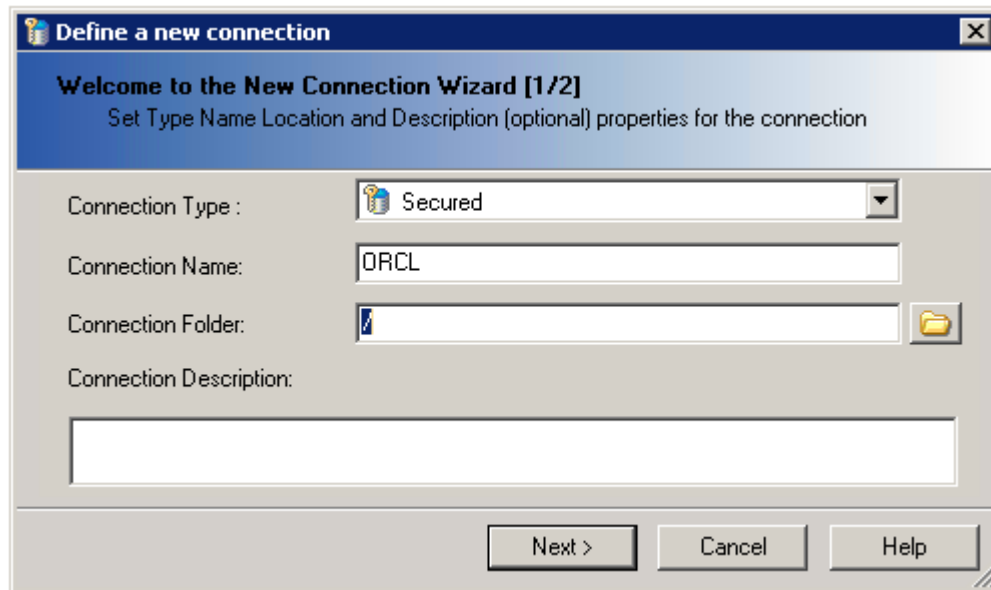 Define a new connection
Welcome to the New Connection Wizard [1/2]
Set Type Name Location and Description (optional) properties for the connection
Connection Type : Secured
Connection Name: ORCL
Connection Folder: /
Connection Description:
Next > Cancel Help